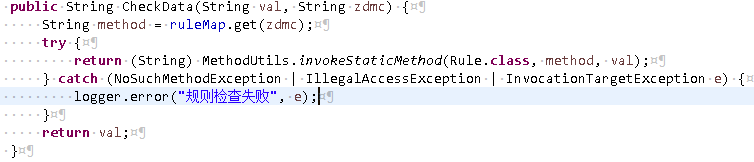 public String CheckData(String val, String zdmc) {
String method = ruleMap.get(zdmc);
try {
return (String) MethodUtils.invokeStaticMethod(Rule.class, method, val);
} catch (NoSuchMethodException | IllegalAccessException | InvocationTargetException e) {
logger.error("规则检查失败", e);
}
return val;
}